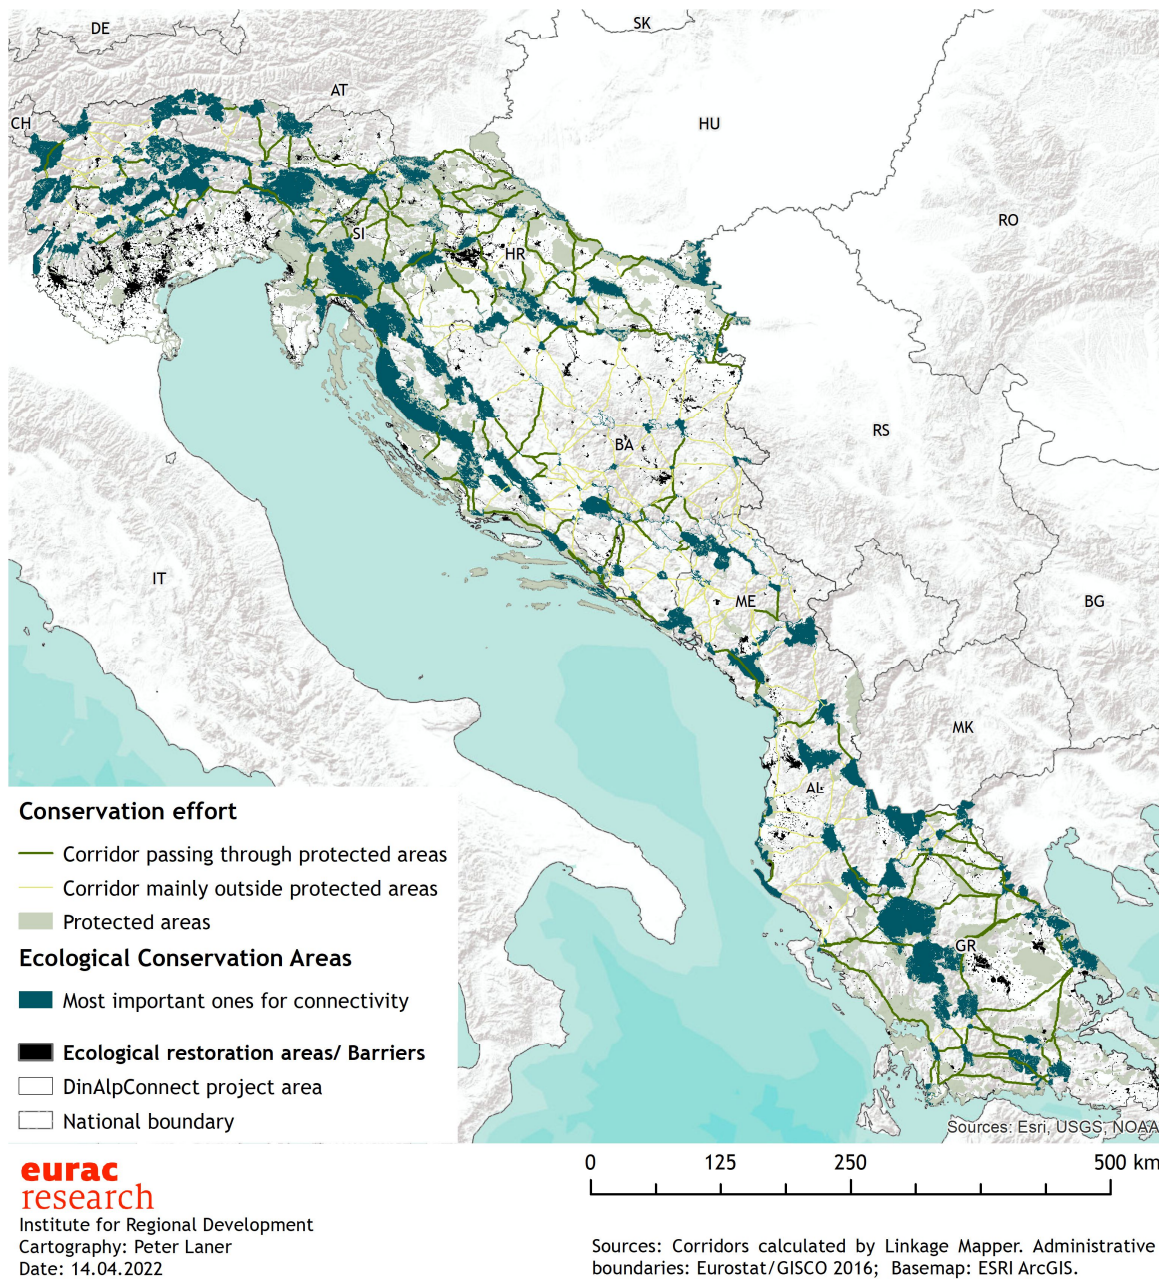 DE
SK
AT
CH
HU
RO
SI
HR
BA
RS
IT
ME
BG
MK
AL
GR
Conservation effort
Corridor passing through protected areas
Corridor mainly outside protected areas
Protected areas
Ecological Conservation Areas
Most important ones for connectivity
Ecological restoration areas/ Barriers
DinAlpConnect project area
National boundary
Sources: Esri, USGS, NOAA
eurac
research
Institute for Regional Development
Cartography: Peter Laner
Date: 14.04.2022
0 125 250 500 km
Sources: Corridors calculated by Linkage Mapper. Administrative
boundaries: Eurostat/GISCO 2016; Basemap: ESRI ArcGIS.